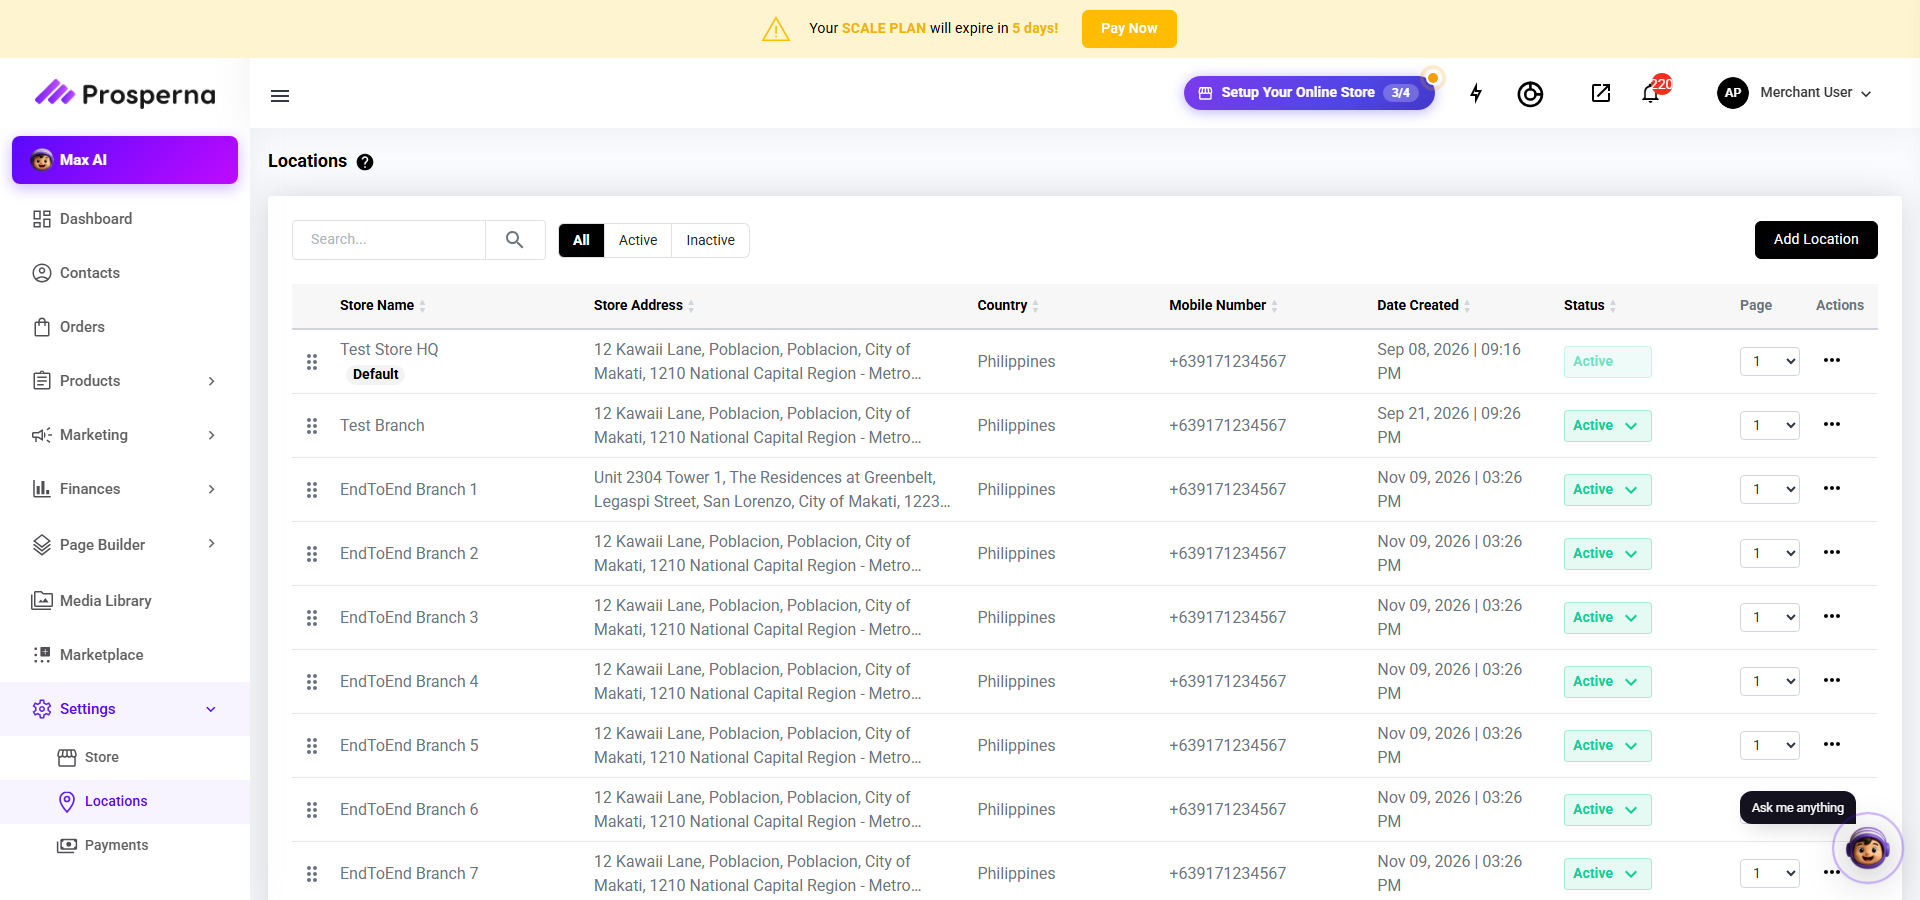 Your SCALE PLAN will expire in 5 days!
Pay Now
Prosperna
Setup Your Online Store 3/4
220
AP
Merchant User
Max AI
Dashboard
Contacts
Orders
Products
Marketing
Finances
Page Builder
Media Library
Marketplace
Settings
Store
Locations
Payments
Locations ?
Search...
All
Active
Inactive
Add Location
Store Name
Store Address
Country
Mobile Number
Date Created
Status
Page
Actions
Test Store HQ
Default
12 Kawaii Lane, Poblacion, Poblacion, City of
Makati, 1210 National Capital Region - Metro...
Philippines
+639171234567
Sep 08, 2026 | 09:16
PM
Active
1
Test Branch
12 Kawaii Lane, Poblacion, Poblacion, City of
Makati, 1210 National Capital Region - Metro...
Philippines
+639171234567
Sep 21, 2026 | 09:26
PM
Active
1
EndToEnd Branch 1
Unit 2304 Tower 1, The Residences at Greenbelt,
Legaspi Street, San Lorenzo, City of Makati, 1223...
Philippines
+639171234567
Nov 09, 2026 | 03:26
PM
Active
1
EndToEnd Branch 2
12 Kawaii Lane, Poblacion, Poblacion, City of
Makati, 1210 National Capital Region - Metro...
Philippines
+639171234567
Nov 09, 2026 | 03:26
PM
Active
1
EndToEnd Branch 3
12 Kawaii Lane, Poblacion, Poblacion, City of
Makati, 1210 National Capital Region - Metro...
Philippines
+639171234567
Nov 09, 2026 | 03:26
PM
Active
1
EndToEnd Branch 4
12 Kawaii Lane, Poblacion, Poblacion, City of
Makati, 1210 National Capital Region - Metro...
Philippines
+639171234567
Nov 09, 2026 | 03:26
PM
Active
1
EndToEnd Branch 5
12 Kawaii Lane, Poblacion, Poblacion, City of
Makati, 1210 National Capital Region - Metro...
Philippines
+639171234567
Nov 09, 2026 | 03:26
PM
Active
1
EndToEnd Branch 6
12 Kawaii Lane, Poblacion, Poblacion, City of
Makati, 1210 National Capital Region - Metro...
Philippines
+639171234567
Nov 09, 2026 | 03:26
PM
Active
Ask me anything
EndToEnd Branch 7
12 Kawaii Lane, Poblacion, Poblacion, City of
Makati, 1210 National Capital Region - Metro...
Philippines
+639171234567
Nov 09, 2026 | 03:26
PM
Active
1